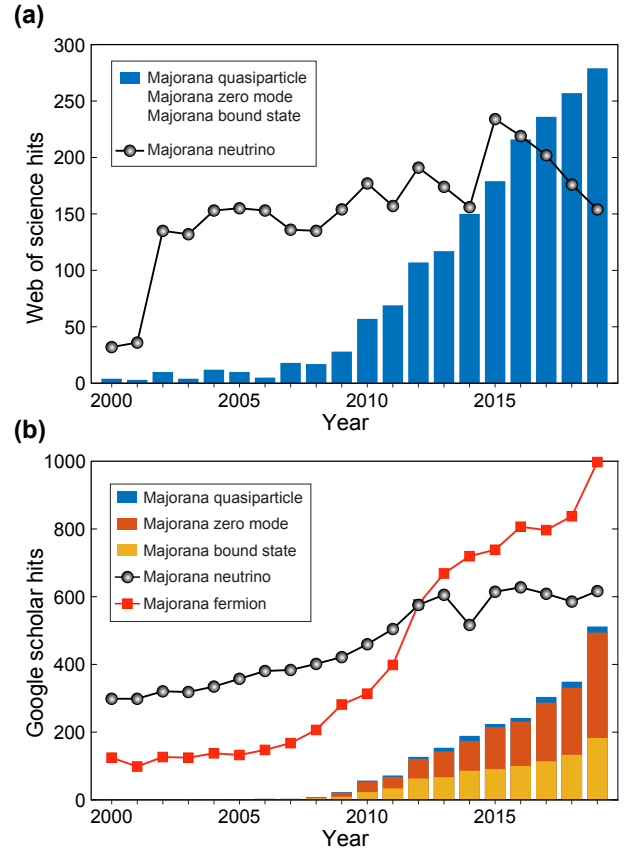 (a)
300
250
200
150
100
50
0
Web of science hits
Majorana quasiparticle
Majorana zero mode
Majorana bound state
Majorana neutrino
2000
2005
2010
2015
Year
(b)
1000
800
600
400
200
0
Google scholar hits
Majorana quasiparticle
Majorana zero mode
Majorana bound state
Majorana neutrino
Majorana fermion
2000
2005
2010
2015
Year